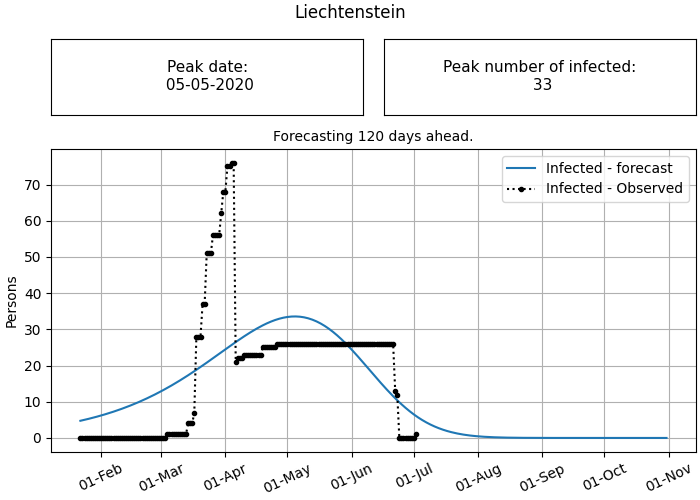 Liechtenstein
Peak date:
05-05-2020
Peak number of infected:
33
Forecasting 120 days ahead.
Infected - forecast
Infected - Observed
Persons
70
60
50
40
30
20
10
0
01-Feb
01-Mar
01-Apr
01-May
01-Jun
01-Jul
01-Aug
01-Sep
01-Oct
01-Nov